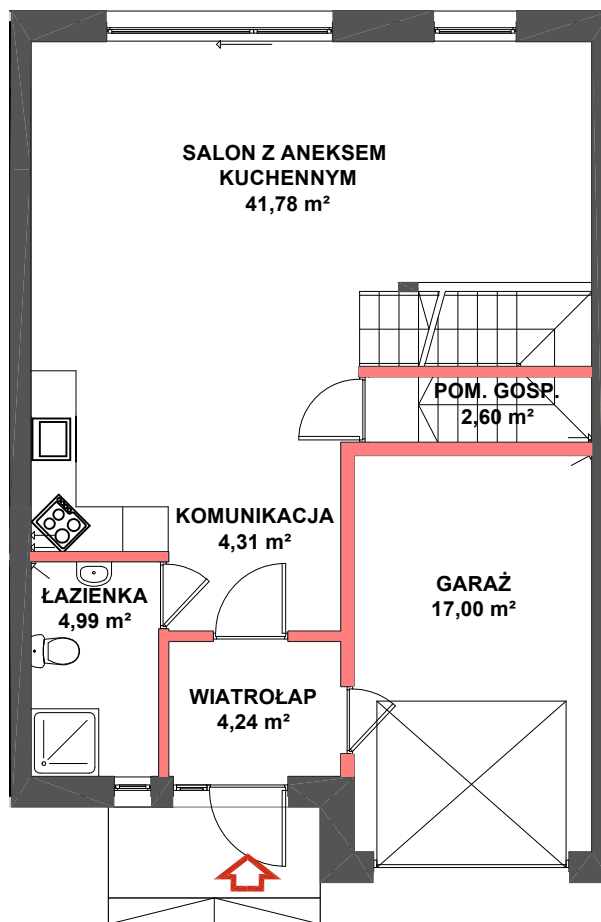 SALON Z ANEKSEM
KUCHENNYM
41,78 m²
POM. GOSP.
2,60 m²
KOMUNIKACJA
4,31 m²
GARAŻ
17,00 m²
ŁAZIENKA
4,99 m²
WIATROŁAP
4,24 m²